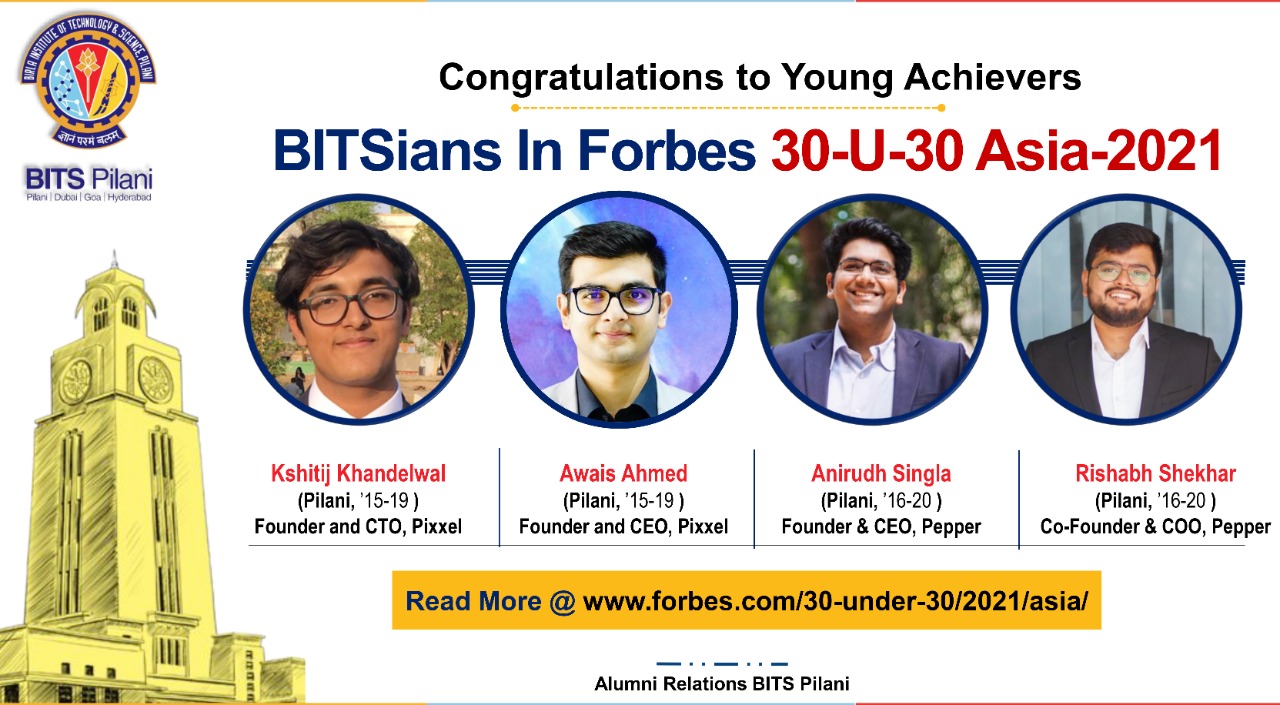 BIRLA INSTITUTE OF TECHNOLOGY & SCIENCE, PILANI
ज्ञानं परमं बलम्
BITS Pilani
Pilani | Dubai | Goa | Hyderabad
Congratulations to Young Achievers
BITSians In Forbes 30-U-30 Asia-2021
Kshitij Khandelwal
(Pilani, ’15-19 )
Founder and CTO, Pixxel
Awais Ahmed
(Pilani, ’15-19 )
Founder and CEO, Pixxel
Anirudh Singla
(Pilani, ’16-20 )
Founder & CEO, Pepper
Rishabh Shekhar
(Pilani, ’16-20 )
Co-Founder & COO, Pepper
Read More @ www.forbes.com/30-under-30/2021/asia/
Alumni Relations BITS Pilani